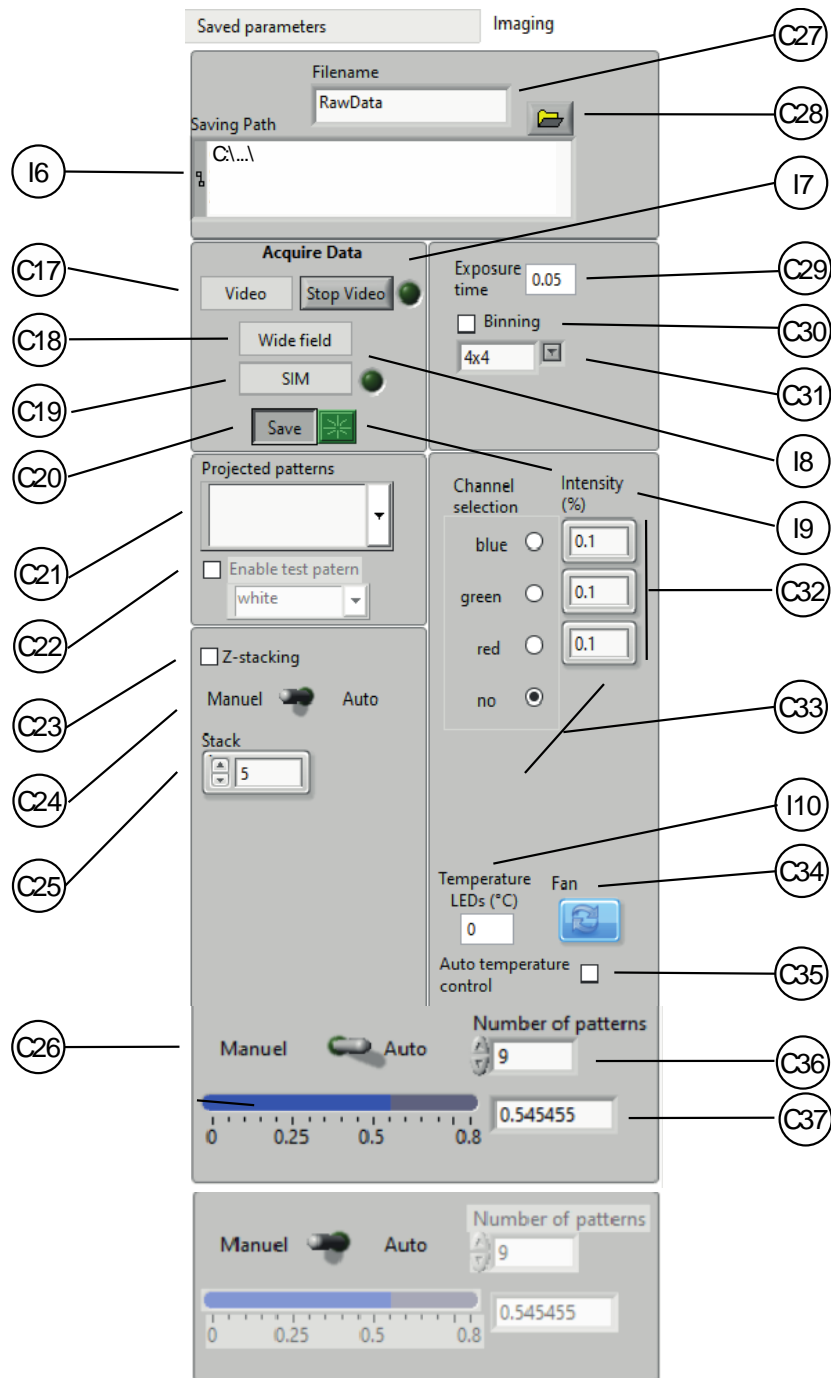 Saved parameters Imaging
C27
Filename
RawData
C28
Saving Path
C:\...\
I6
I7
Acquire Data
C17
Video Stop Video
Exposure time 0.05
C29
C18
Wide field
Binning
C30
SIM
4x4
C31
C19
Save
C20
I8
Projected patterns
Channel selection
Intensity (%)
I9
blue 0.1
C21
Enable test patern
white
green 0.1
C32
C22
red 0.1
Z-stacking
C23
Manuel Auto
no
C33
Stack
5
C24
I10
C25
Temperature LEDs (°C)
Fan
C34
0
Auto temperature control
C35
C26
Number of patterns
Manuel Auto
9
C36
0.545455
C37
0 0.25 0.5 0.8
Number of patterns
Manuel Auto
9
0.545455
0 0.25 0.5 0.8